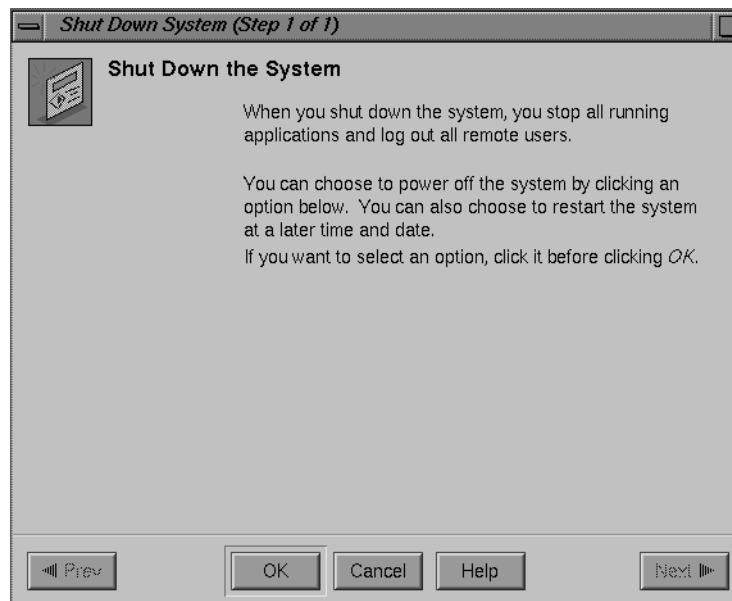 Shut Down System (Step 1 of 1)
Shut Down the System
When you shut down the system, you stop all running
applications and log out all remote users.
You can choose to power off the system by clicking an
option below. You can also choose to restart the system
at a later time and date.
If you want to select an option, click it before clicking OK.
Prev
OK
Cancel
Help
Next